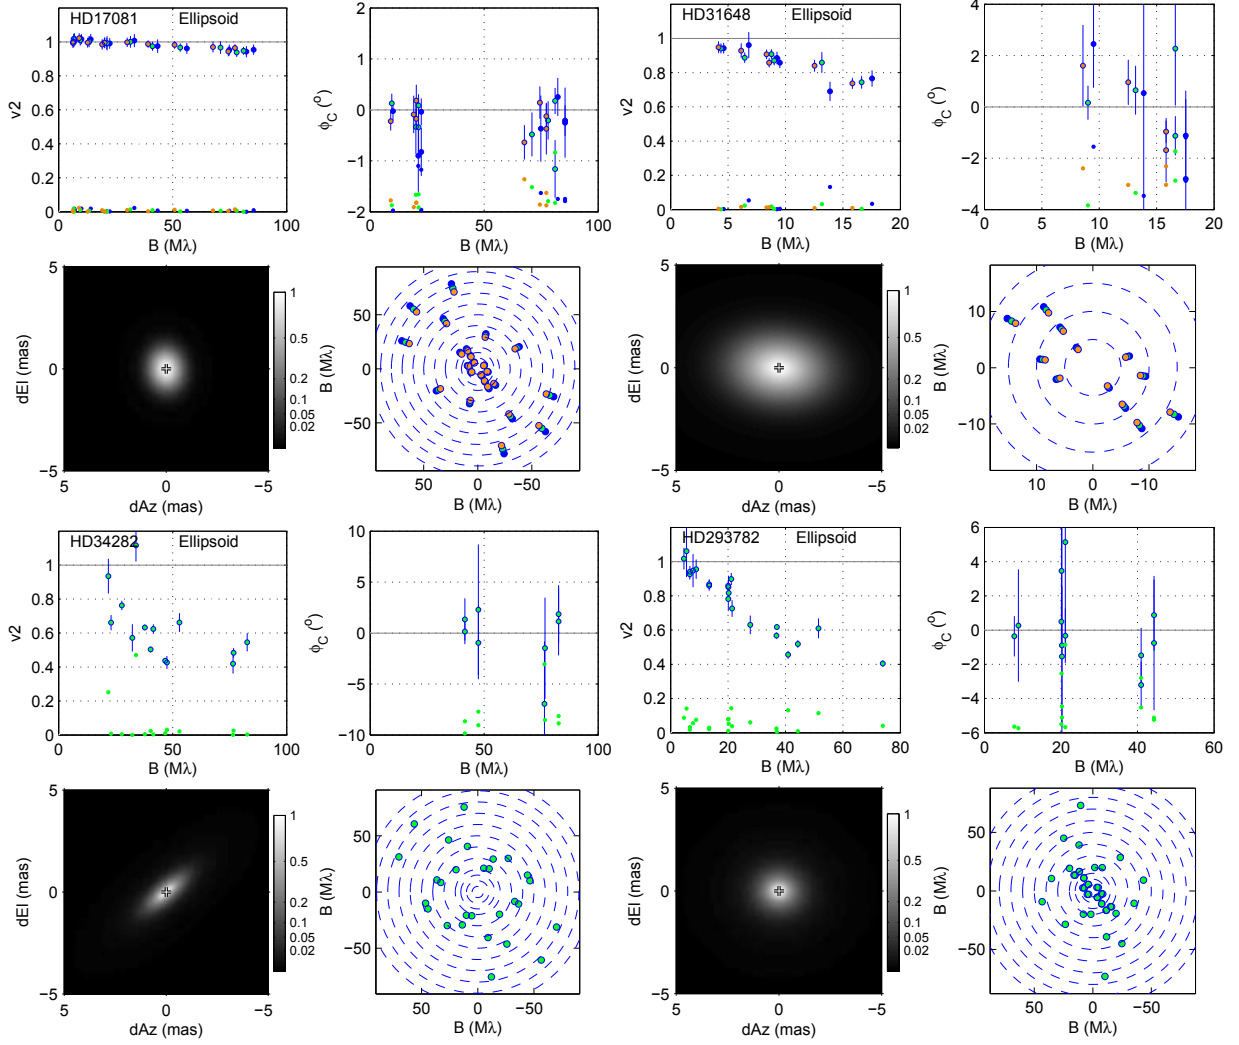 HD17081 Ellipsoid
v2
1.2
1
0.8
0.6
0.4
0.2
0
0 50 100
B (Mλ)
ϕC (°)
2
1
0
−1
−2
0 50 100
B (Mλ)
HD31648 Ellipsoid
v2
1
0.8
0.6
0.4
0.2
0
0 5 10 15 20
B (Mλ)
ϕC (°)
4
2
0
−2
−4
0 5 10 15 20
B (Mλ)
dEl (mas)
5
0
−5
5 0 −5
dAz (mas)
1
0.5
0.2
0.1
0.05
0.02
B (Mλ)
50
0
−50
50 0 −50
B (Mλ)
dEl (mas)
5
0
−5
5 0 −5
dAz (mas)
1
0.5
0.2
0.1
0.05
0.02
B (Mλ)
10
0
−10
10 0 −10
B (Mλ)
HD34282 Ellipsoid
v2
1.2
1
0.8
0.6
0.4
0.2
0
0 50 100
B (Mλ)
ϕC (°)
10
5
0
−5
−10
0 50 100
B (Mλ)
HD293782 Ellipsoid
v2
1.2
1
0.8
0.6
0.4
0.2
0
0 20 40 60 80
B (Mλ)
ϕC (°)
6
4
2
0
−2
−4
−6
0 20 40 60
B (Mλ)
dEl (mas)
5
0
−5
5 0 −5
dAz (mas)
1
0.5
0.2
0.1
0.05
0.02
B (Mλ)
50
0
−50
50 0 −50
B (Mλ)
dEl (mas)
5
0
−5
5 0 −5
dAz (mas)
1
0.5
0.2
0.1
0.05
0.02
B (Mλ)
50
0
−50
50 0 −50
B (Mλ)